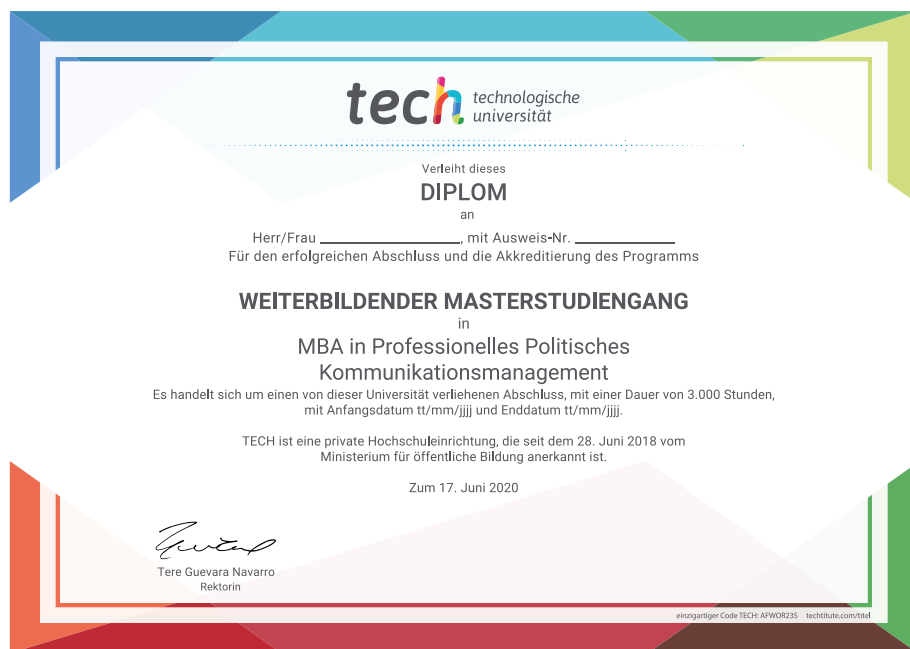 tech technologische
universität
Verleiht dieses
DIPLOM
an
Herr/Frau ____________________, mit Ausweis-Nr. ______________
Für den erfolgreichen Abschluss und die Akkreditierung des Programms
WEITERBILDENDER MASTERSTUDIENGANG
in
MBA in Professionelles Politisches
Kommunikationsmanagement
Es handelt sich um einen von dieser Universität verliehenen Abschluss, mit einer Dauer von 3.000 Stunden,
mit Anfangsdatum tt/mm/jjjj und Enddatum tt/mm/jjjj.
TECH ist eine private Hochschuleinrichtung, die seit dem 28. Juni 2018 vom
Ministerium für öffentliche Bildung anerkannt ist.
Zum 17. Juni 2020
Tere Guevara Navarro
Rektorin
einzigartiger Code TECH: AFWOR23S techtitute.com/titel